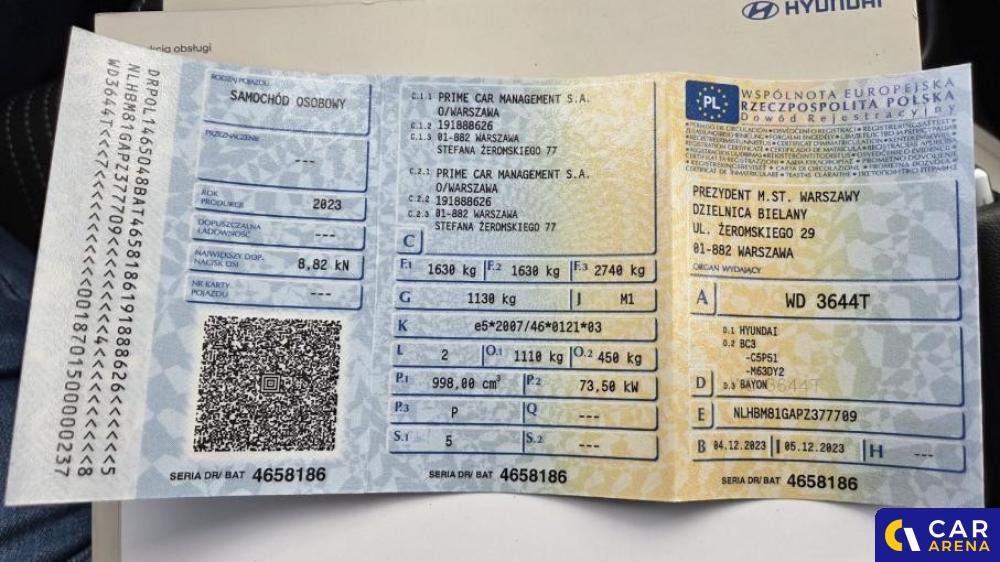 HYUNDAI
kcja obsługi
DRPOL1465048BAT4658186191888626<<<<<<<5
NLHBM81GAPZ377709<<<<<<<<<
WD3644T<<7<<<<<<<<<0018701500000237
RODZAJ POJAZDU
SAMOCHÓD OSOBOWY
PRZEZNACZENIE
---
ROK PRODUKCJI
2023
DOPUSZCZALNA ŁADOWNOŚĆ
---
NAJWIĘKSZY DOP. NACISK OSI
8,82 kN
NR KARTY POJAZDU
---
SERIA DR/ BAT 4658186
C.1.1 PRIME CAR MANAGEMENT S.A.
O/WARSZAWA
C.1.2 191888626
C.1.3 01-882 WARSZAWA
STEFANA ŻEROMSKIEGO 77
C.2.1 PRIME CAR MANAGEMENT S.A.
O/WARSZAWA
C.2.2 191888626
C.2.3 01-882 WARSZAWA
STEFANA ŻEROMSKIEGO 77
C
F.1 1630 kg F.2 1630 kg F.3 2740 kg
G 1130 kg J M1
K e5*2007/46*0121*03
L 2 O.1 1110 kg O.2 450 kg
P.1 998,00 cm³ P.2 73,50 kW
P.3 P Q ---
S.1 5 S.2 ---
SERIA DR/ BAT 4658186
PL
WSPÓLNOTA EUROPEJSKA
RZECZPOSPOLITA POLSKA
Dowód Rejestracyjny
PREZYDENT M.ST. WARSZAWY
DZIELNICA BIELANY
UL. ŻEROMSKIEGO 29
01-882 WARSZAWA
ORGAN WYDAJĄCY
A WD 3644T
D.1 HYUNDAI
D.2 BC3
-C5P51
-M63DY2
D D.3 BAYON
E NLHBM81GAPZ377709
B 04.12.2023 I 05.12.2023 H ---
SERIA DR/ BAT 4658186
CAR
ARENA